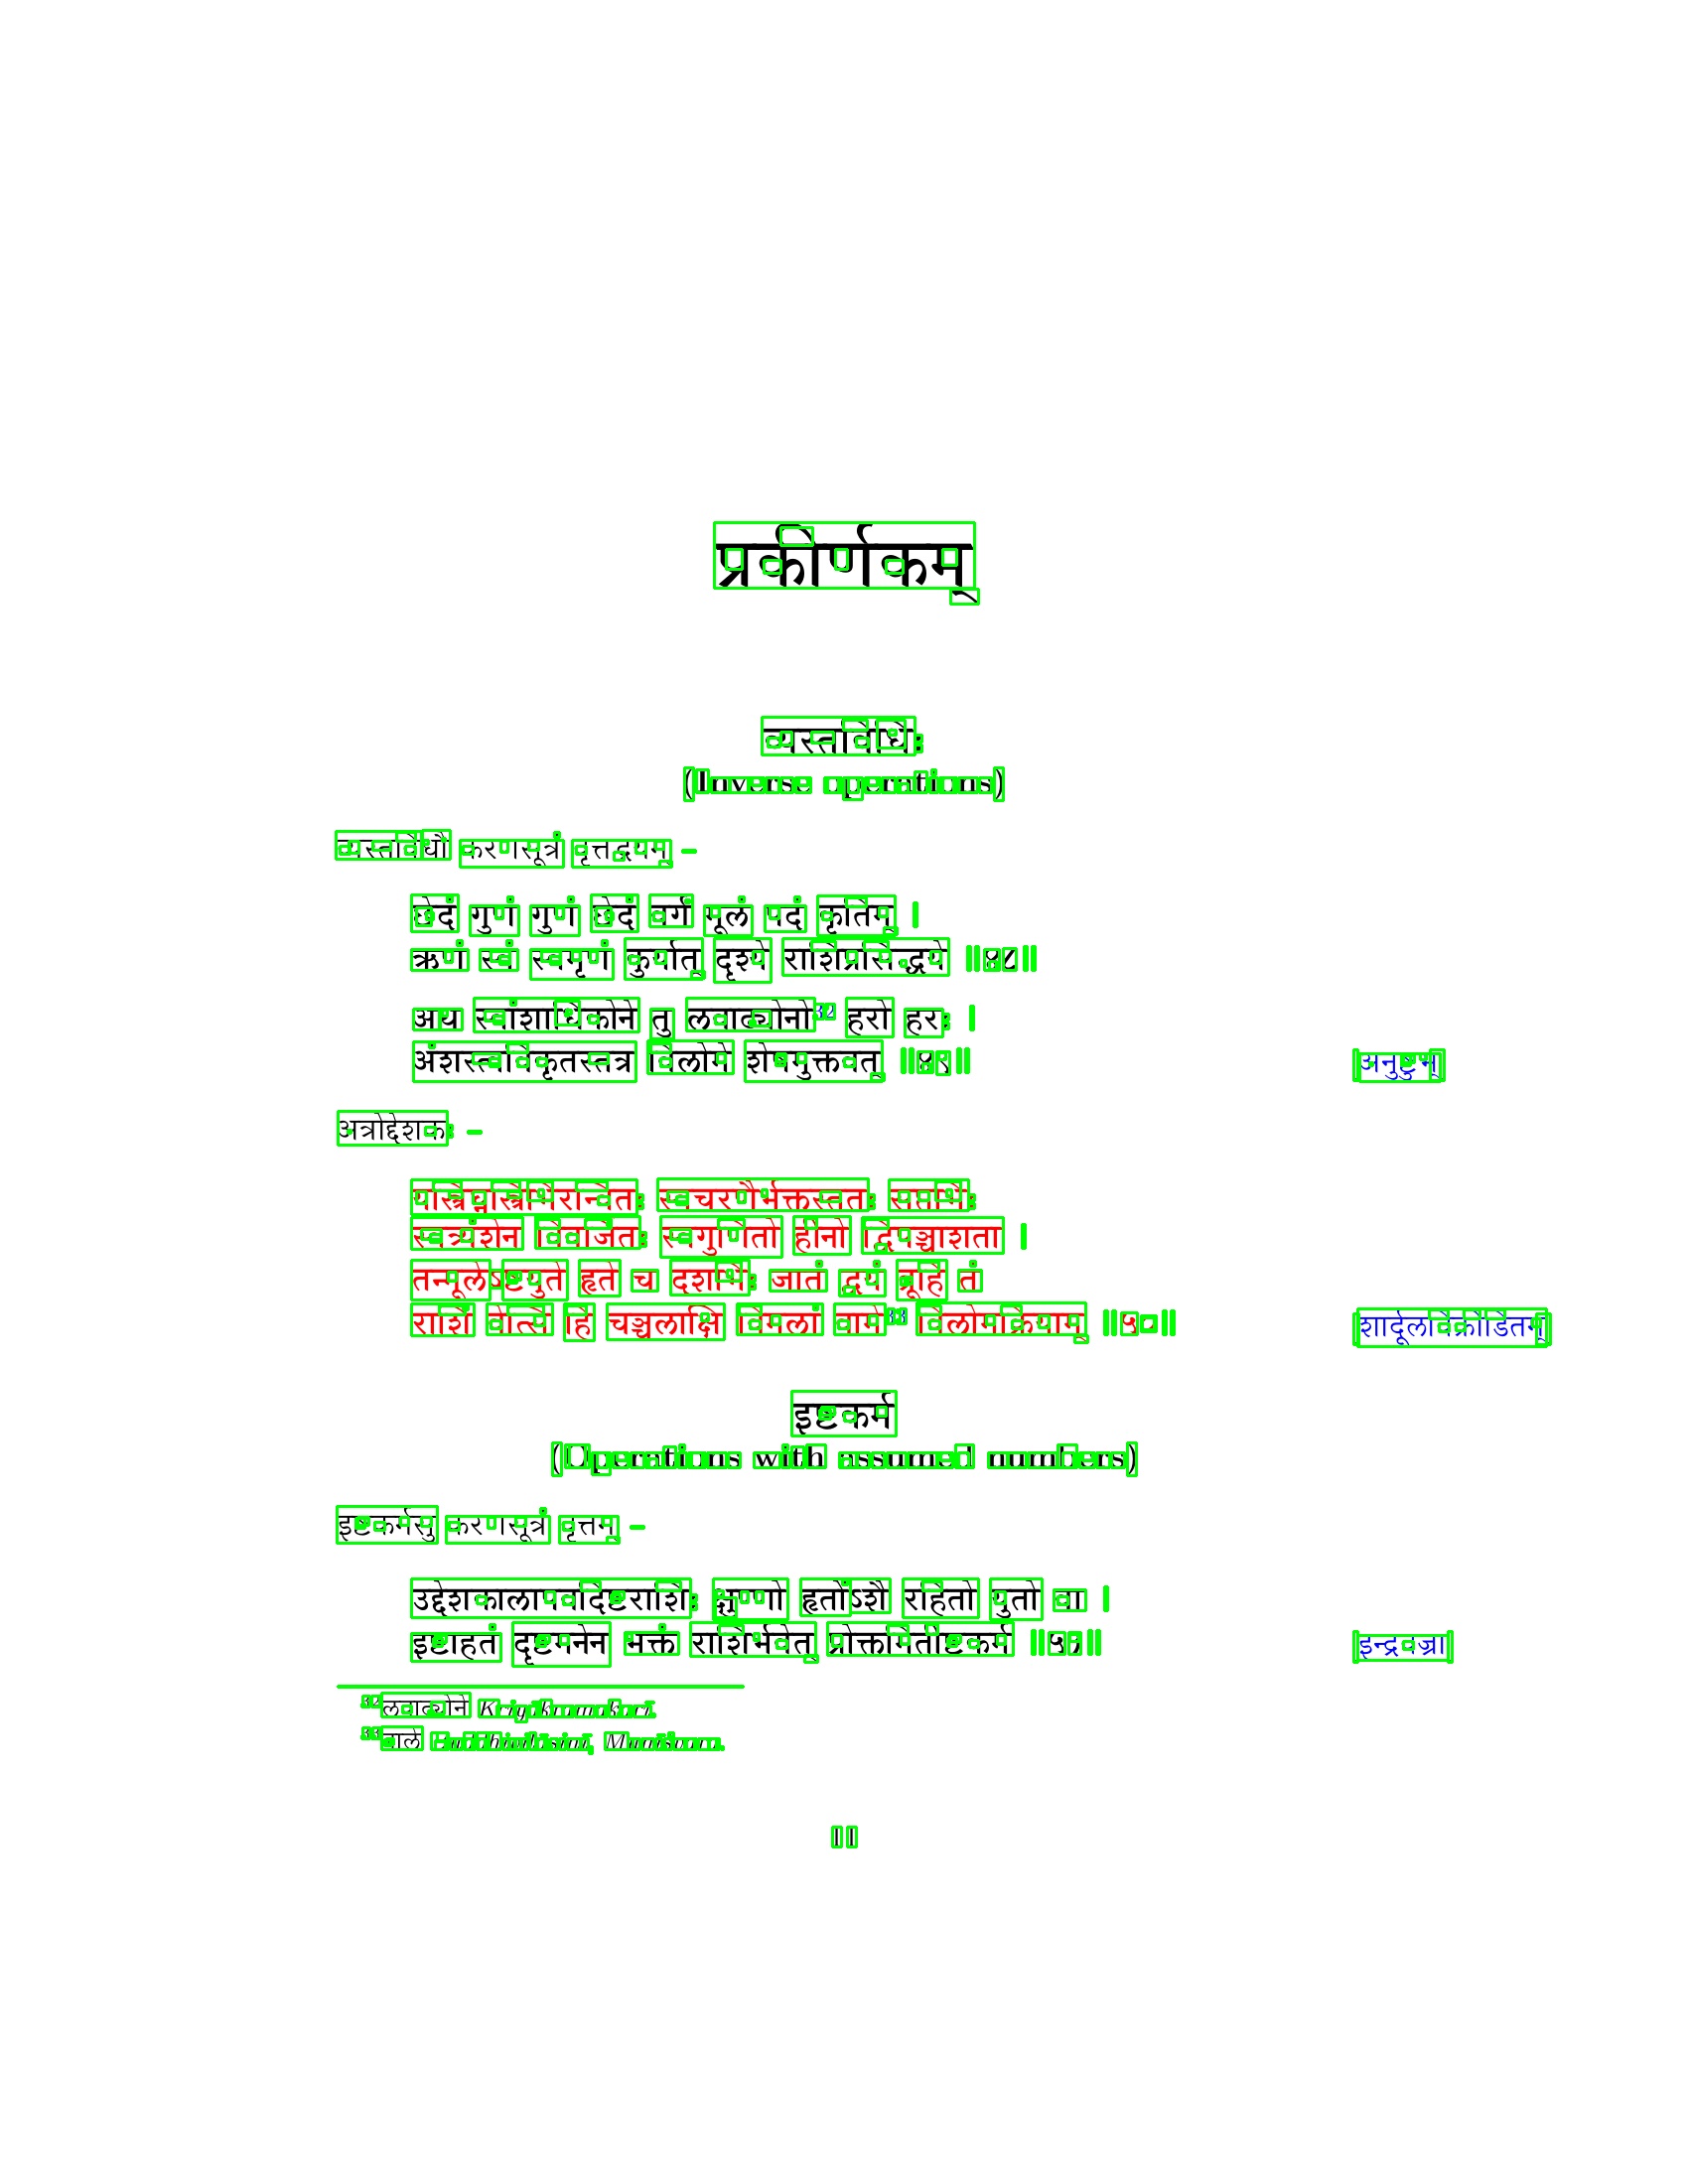 प्रकीर्णकम्
व्यस्तविधिः
(Inverse operations)
व्यस्तविधौ करणसूत्रं वृत्तद्वयम् –
छेदं गुणं गुणं छेदं वर्गं मूलं पदं कृतिम् ।
ऋणं स्वं स्वमृणं कुर्यात् दृश्ये राशिप्रसिद्धये ॥४८॥
अथ स्वांशाधिकोने तु लवाढ्योनो32 हरो हरः ।
अंशस्त्वविकृतस्तत्र विलोमे शेषमुक्तवत् ॥४९॥ [अनुष्टुभ्]
अत्रोद्देशकः –
यस्त्रिघ्नस्त्रिभिरन्वितः स्वचरणैर्भक्तस्ततः सप्तभिः
स्वत्र्यंशेन विवर्जितः स्वगुणितो हीनो द्विपञ्चाशता ।
तन्मूलेऽष्टयुते हृते च दशभिः जातं द्वयं ब्रूहि तं
राशिं वेत्सि हि चञ्चलाक्षि विमलां वामे33 विलोमक्रियाम् ॥५०॥ [शार्दूलविक्रीडितम्]
इष्टकर्म
(Operations with assumed numbers)
इष्टकर्मसु करणसूत्रं वृत्तम् –
उद्देशकालापवदिष्टराशिः क्षुण्णो हृतोंऽशै रहितो युतो वा ।
इष्टाहतं दृष्टमनेन भक्तं राशिर्भवेत् प्रोक्तमितीष्टकर्म ॥५१॥ [इन्द्रवज्रा]
32लवाढ्योने Kriyākramakarī.
33बाले Buddhivilāsinī, Munīśvara.
11